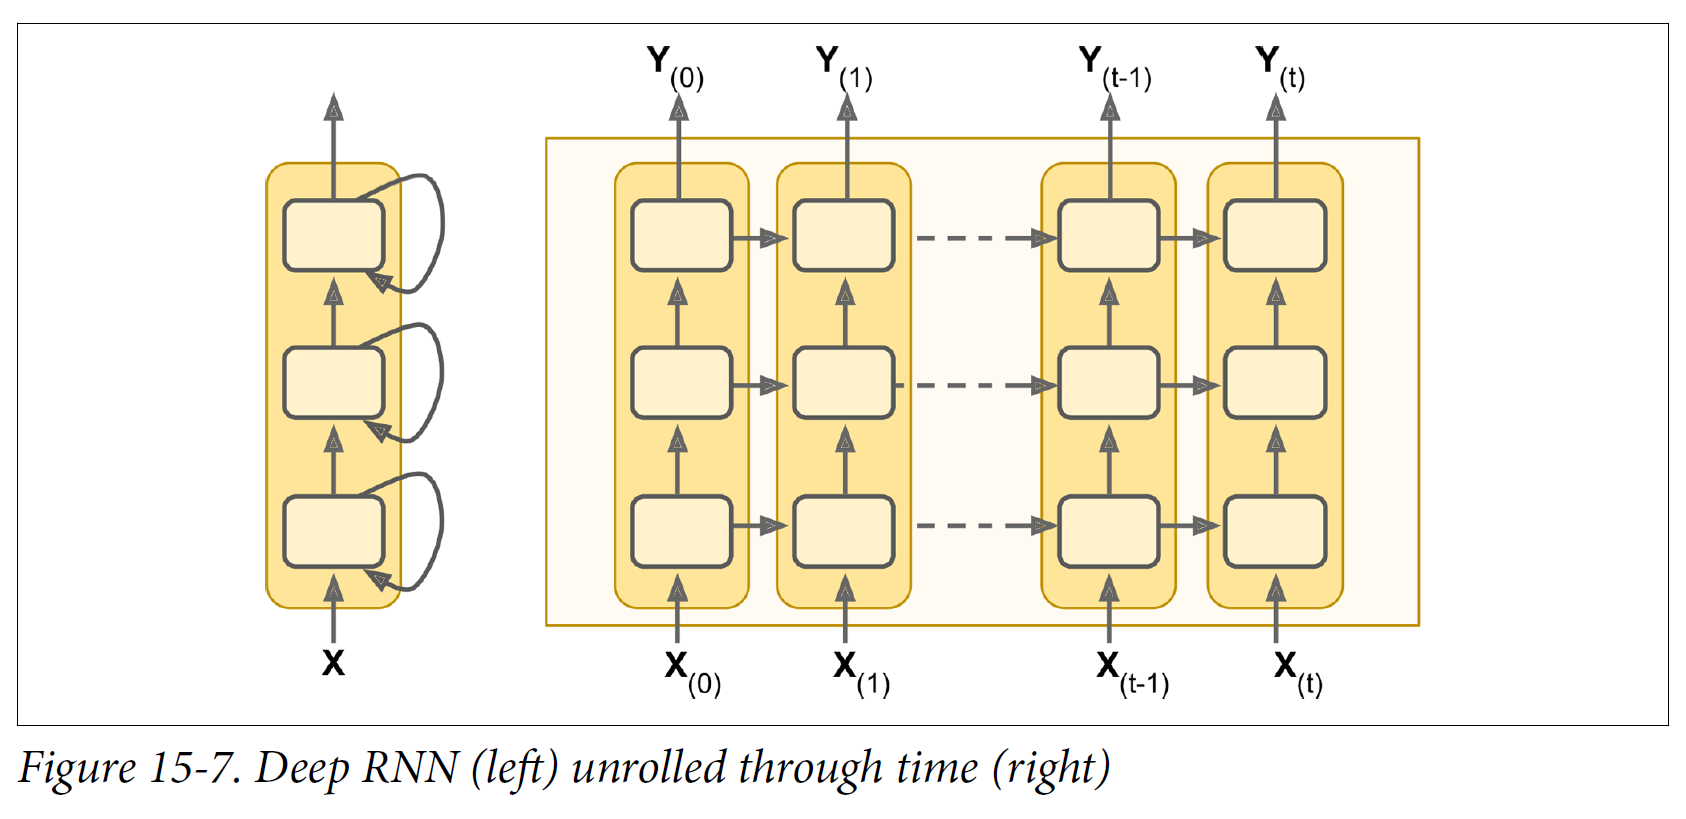 Y(0) Y(1) Y(t-1) Y(t)
X X(0) X(1) X(t-1) X(t)
Figure 15-7. Deep RNN (left) unrolled through time (right)